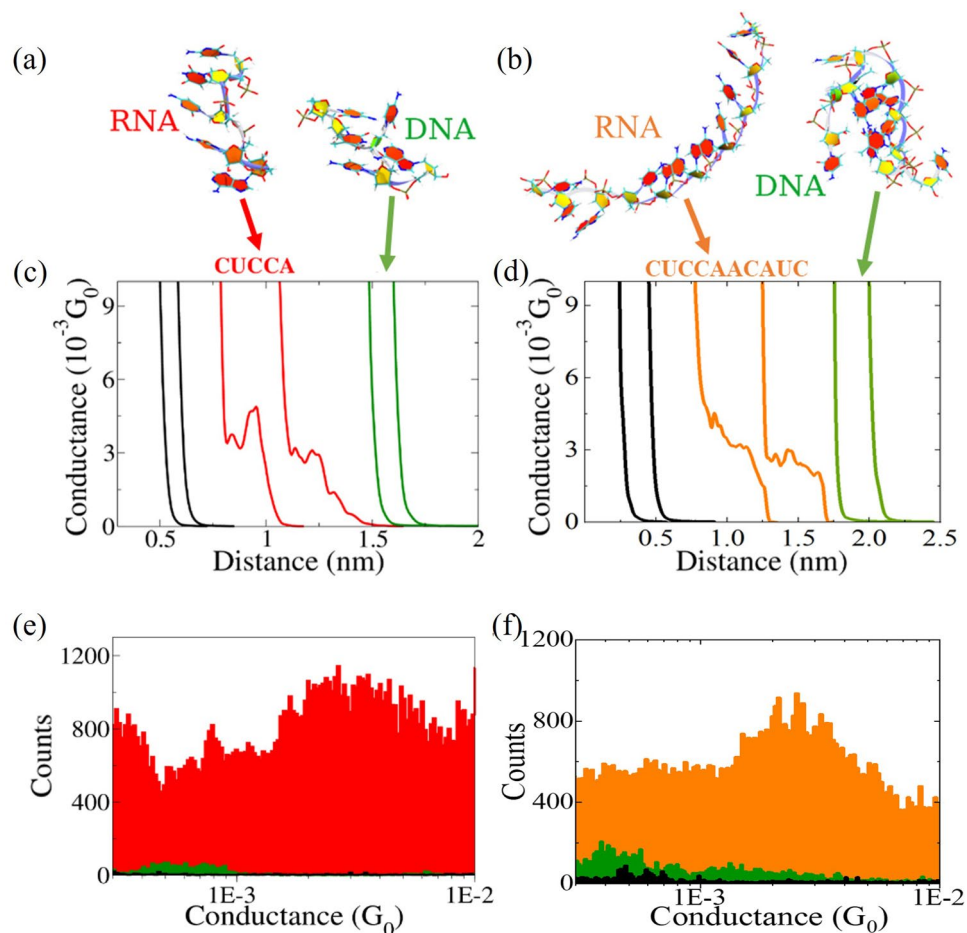 (a)
(b)
RNA
DNA
RNA
DNA
CUCCA
CUCCAACAUC
(c)
(d)
Conductance (10⁻³G₀)
9
6
3
0
0.5
1
1.5
2
Distance (nm)
Conductance (10⁻³G₀)
9
6
3
0
0.5
1.0
1.5
2.0
2.5
Distance (nm)
(e)
(f)
Counts
1200
800
400
0
1E-3
1E-2
Conductance (G₀)
Counts
1200
800
400
0
1E-3
1E-2
Conductance (G₀)